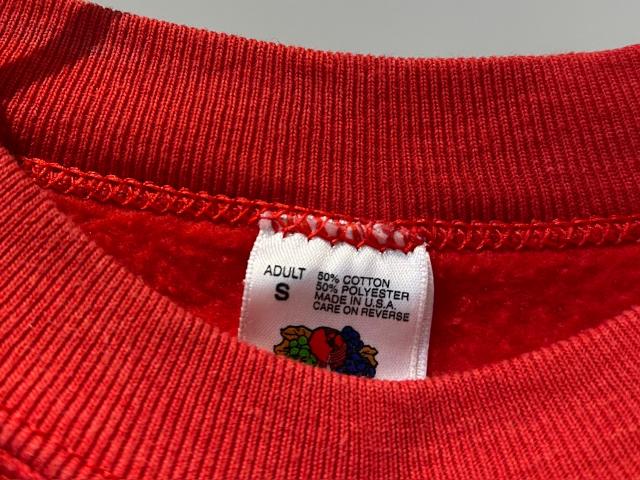 ADULT
S
50% COTTON
50% POLYESTER
MADE IN U.S.A.
CARE ON REVERSE